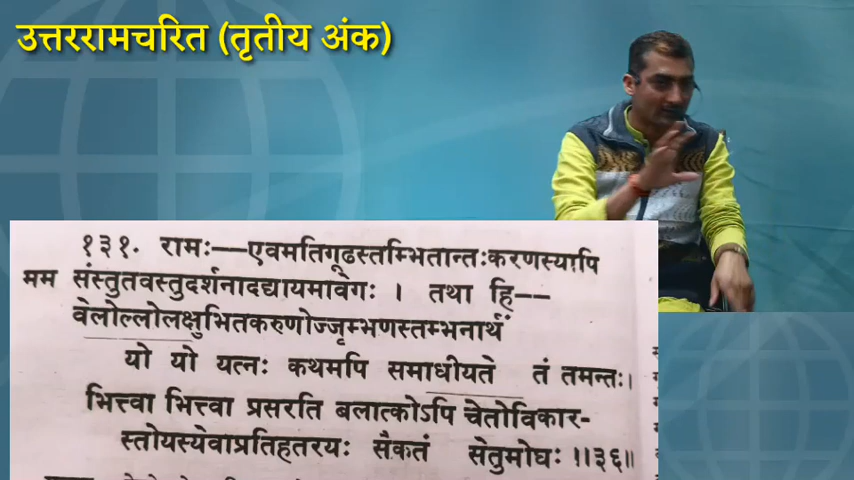 उत्तररामचरित (तृतीय अंक)
१३१. रामः—एवमतिगूढस्तम्भितान्तःकरणस्यापि
मम संस्तुतवस्तुदर्शनादद्यायमावेगः । तथा हि--
वेलोल्लोलक्षुभितकरुणोज्जृम्भणस्तम्भनार्थं
यो यो यत्नः कथमपि समाधीयते तं तमन्तः।
भित्त्वा भित्त्वा प्रसरति बलात्कोऽपि चेतोविकार-
स्तोयस्येवाप्रतिहतरयः सैकतं सेतुमोघः ।।३६॥